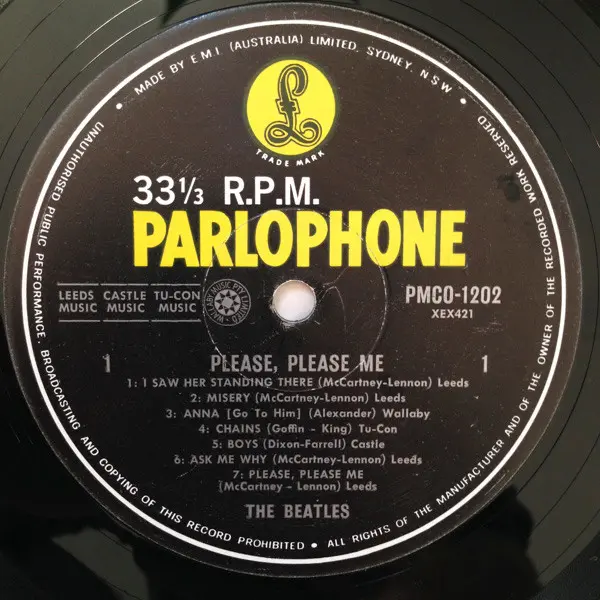 • MADE BY E.M.I. (AUSTRALIA) LIMITED, SYDNEY, N.S.W •
£
TRADE MARK
33⅓ R.P.M.
PARLOPHONE
LEEDS CASTLE TU-CON
MUSIC MUSIC MUSIC
WALLABY MUSIC PTY. LIMITED
PMCO-1202
XEX421
1 PLEASE, PLEASE ME 1
1: I SAW HER STANDING THERE (McCartney-Lennon) Leeds
2: MISERY (McCartney-Lennon) Leeds
3: ANNA [Go To Him] (Alexander) Wallaby
4: CHAINS (Goffin - King) Tu-Con
5: BOYS (Dixon-Farrell) Castle
6: ASK ME WHY (McCartney-Lennon) Leeds
7: PLEASE, PLEASE ME
(McCartney - Lennon) Leeds
THE BEATLES
UNAUTHORISED PUBLIC PERFORMANCE, BROADCASTING AND COPYING OF THIS RECORD PROHIBITED • ALL RIGHTS OF THE MANUFACTURER AND OF THE OWNER OF THE RECORDED WORK RESERVED